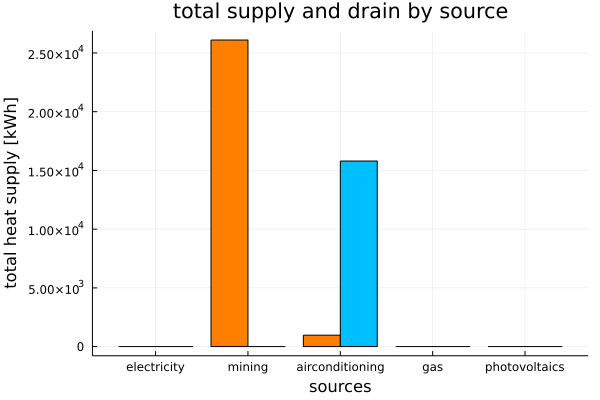 total supply and drain by source
total heat supply [kWh]
2.50×10⁴
2.00×10⁴
1.50×10⁴
1.00×10⁴
5.00×10³
0
electricity mining airconditioning gas photovoltaics
sources